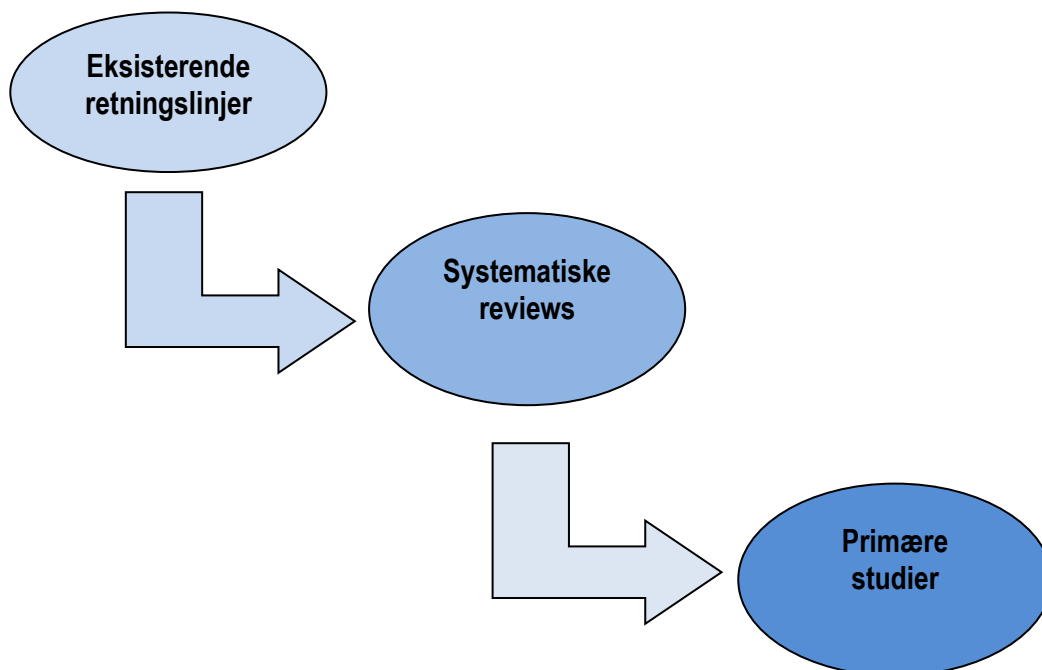 Eksisterende
retningslinjer
Systematiske
reviews
Primære
studier